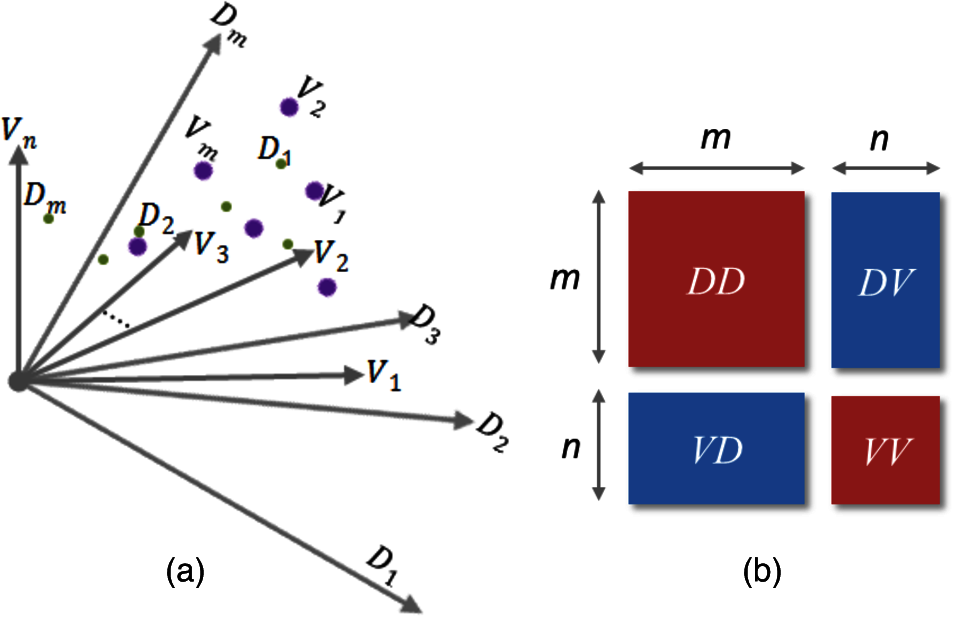 D_m
V_2
V_n
V_m
D_1
D_m
D_2
V_1
V_3
V_2
D_3
V_1
D_2
D_1
(a)
m
n
m
DD
DV
n
VD
VV
(b)